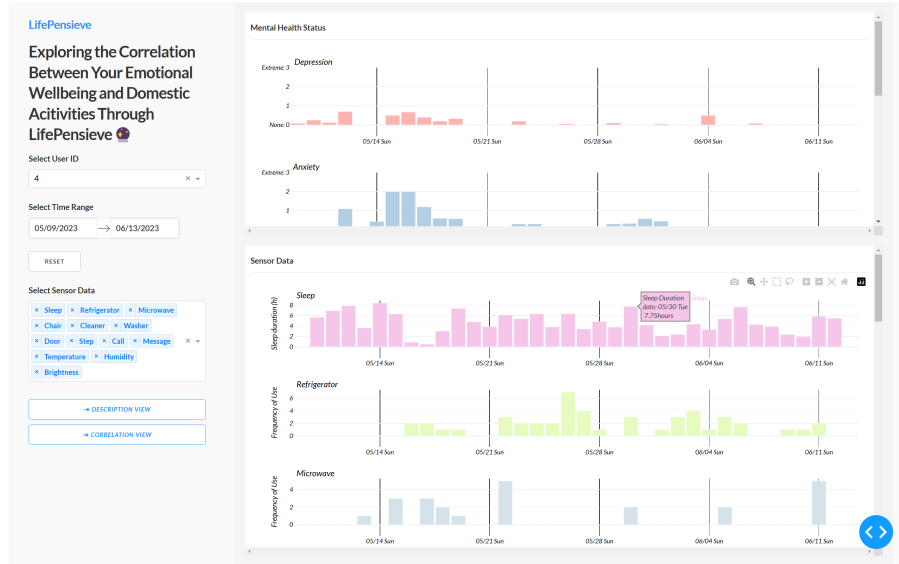 LifePensieve
Exploring the Correlation
Between Your Emotional
Wellbeing and Domestic
Acitivities Through
LifePensieve
Select User ID
4
Select Time Range
05/09/2023 → 06/13/2023
RESET
Select Sensor Data
× Sleep × Refrigerator × Microwave
× Chair × Cleaner × Washer
× Door × Step × Call × Message
× Temperature × Humidity
× Brightness
➔ DESCRIPTION VIEW
➔ CORRELATION VIEW
Mental Health Status
Depression
Extreme: 3
2
1
None: 0
05/14 Sun 05/21 Sun 05/28 Sun 06/04 Sun 06/11 Sun
Anxiety
Extreme: 3
2
1
Sensor Data
Sleep
Sleep duration (h)
8
6
4
2
0
Sleep Duration
date: 05/30 Tue
7.75hours
Sleep
05/14 Sun 05/21 Sun 05/28 Sun 06/04 Sun 06/11 Sun
Refrigerator
Frequency of Use
6
4
2
0
05/14 Sun 05/21 Sun 05/28 Sun 06/04 Sun 06/11 Sun
Microwave
Frequency of Use
4
2
0
05/14 Sun 05/21 Sun 05/28 Sun 06/04 Sun 06/11 Sun